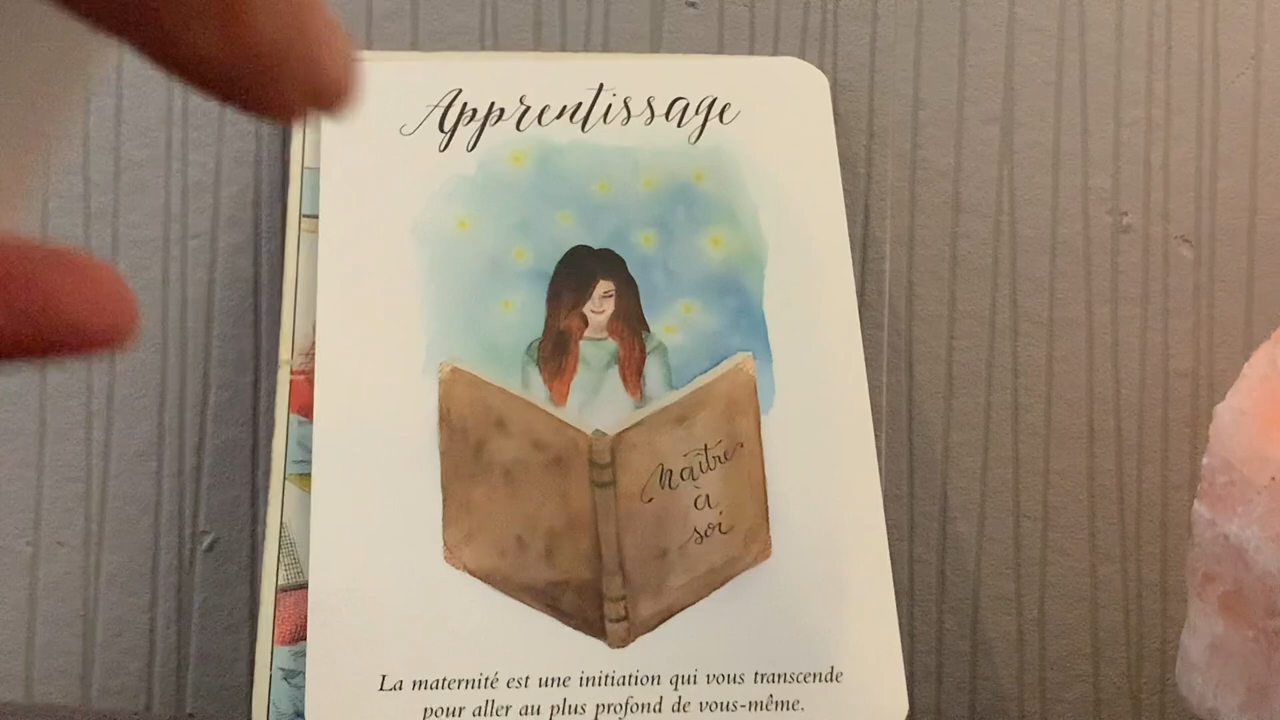 Apprentissage
Naître
à
soi
La maternité est une initiation qui vous transcende
pour aller au plus profond de vous-même.